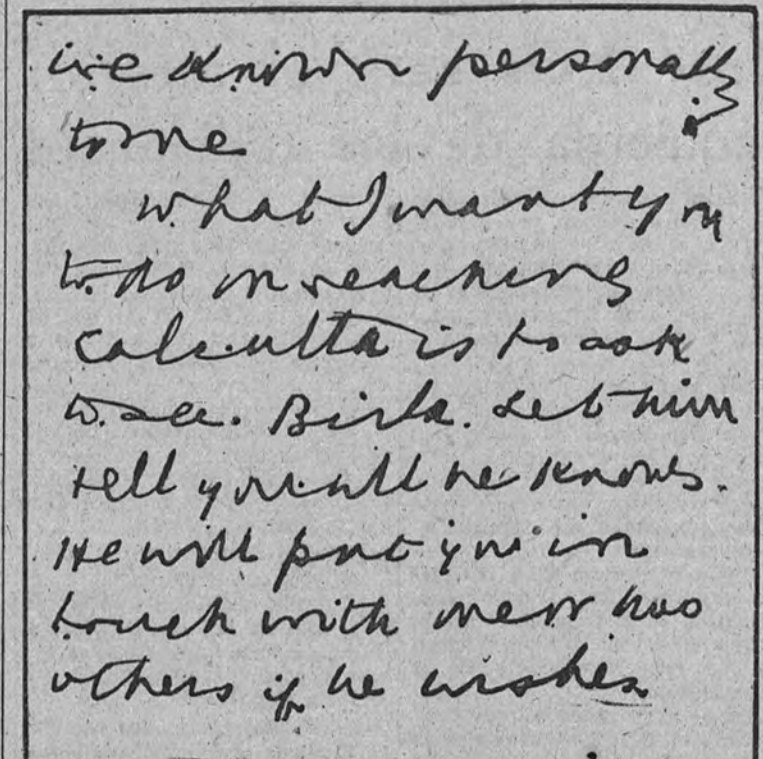 we known personally
to me
What I want you
to do on reaching
Calcutta is to ask
to see. Birla. Let him
tell you all he knows.
He will put you in
touch with one or two
others if he wishes